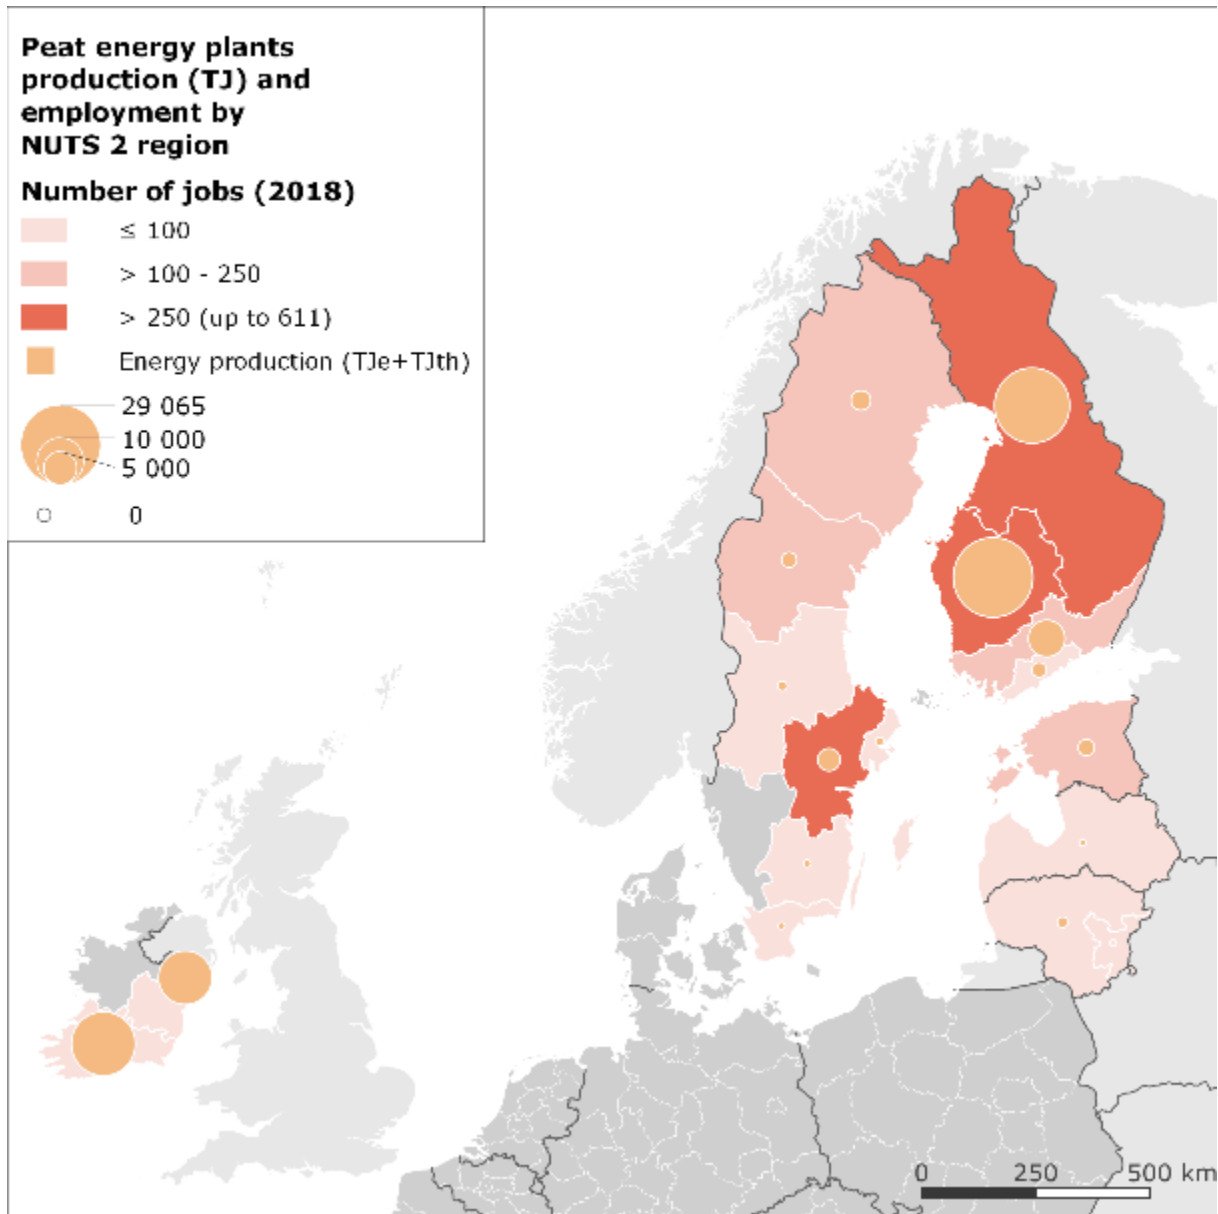 Peat energy plants
production (TJ) and
employment by
NUTS 2 region
Number of jobs (2018)
≤ 100
> 100 - 250
> 250 (up to 611)
Energy production (TJe+TJth)
29 065
10 000
5 000
0
0 250 500 km